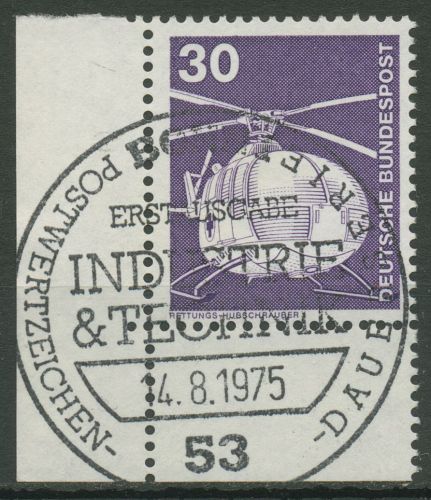 30
DEUTSCHE BUNDESPOST
RETTUNGS-HUBSCHRAUBER
POSTWERTZEICHEN-
-DAUER
ERSTAUSGABE
INDUSTRIE
& TECHNIK
14.8.1975
53